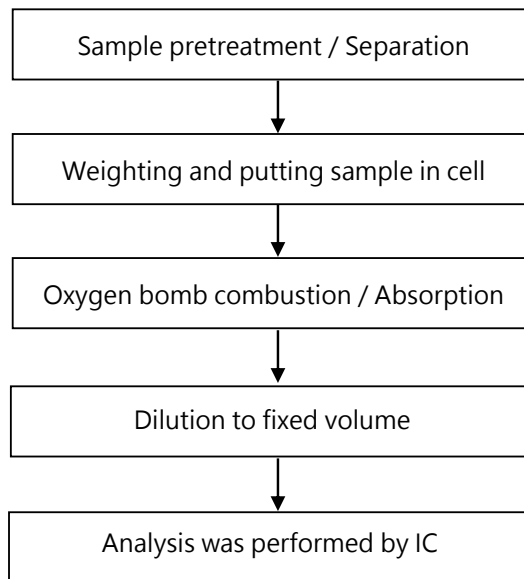 Sample pretreatment / Separation
Weighting and putting sample in cell
Oxygen bomb combustion / Absorption
Dilution to fixed volume
Analysis was performed by IC